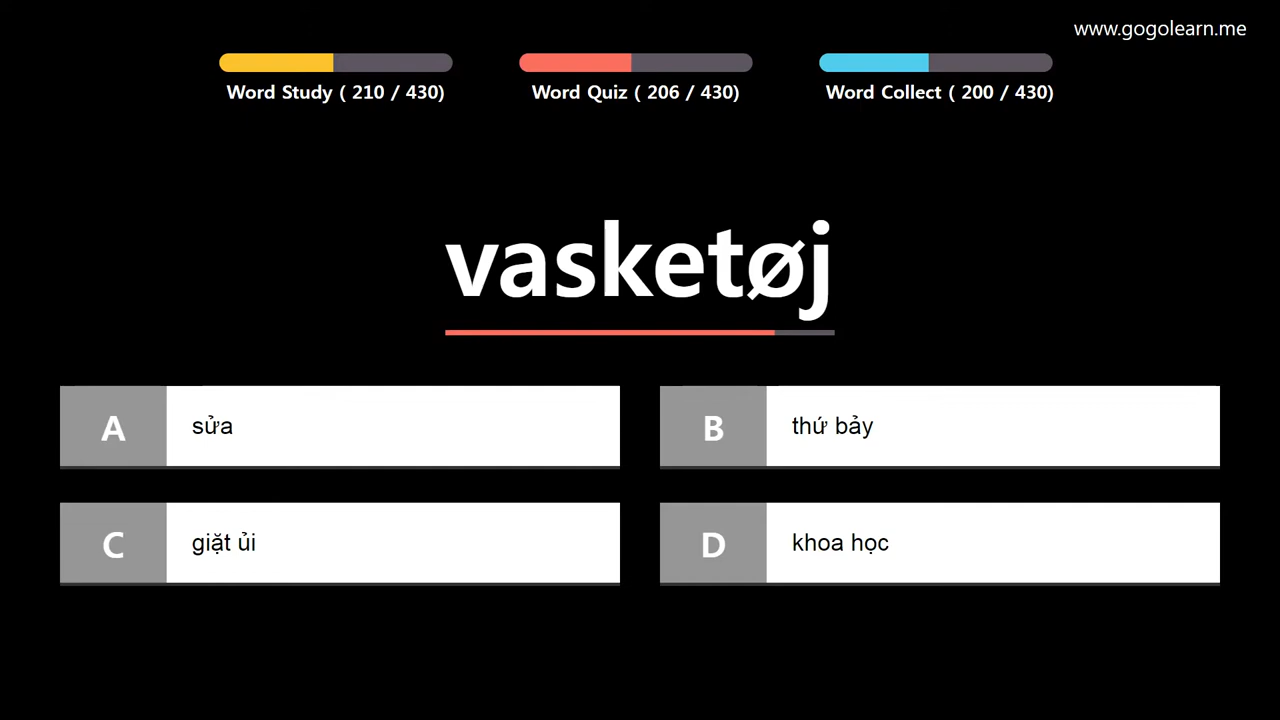 www.gogolearn.me
Word Study ( 210 / 430)
Word Quiz ( 206 / 430)
Word Collect ( 200 / 430)
vasketøj
A sửa
B thứ bảy
C giặt ủi
D khoa học